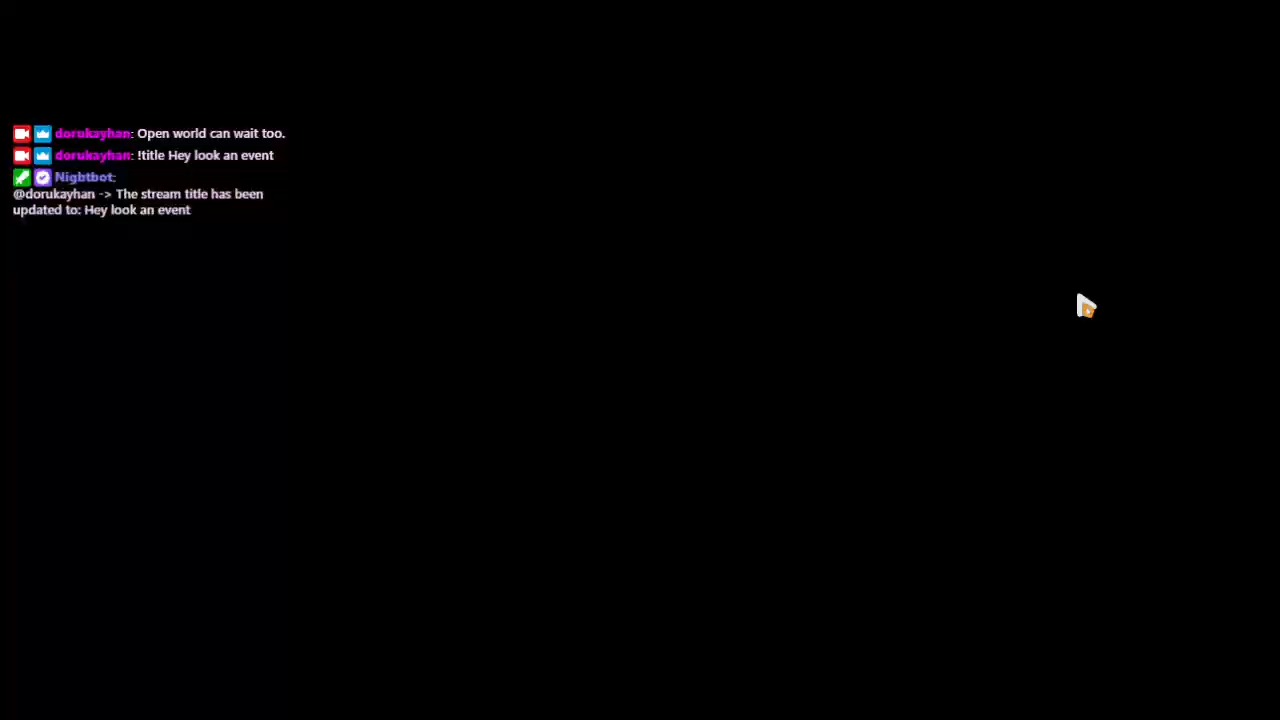 dorukayhan: Open world can wait too.
dorukayhan: !title Hey look an event
Nightbot:
@dorukayhan -> The stream title has been
updated to: Hey look an event